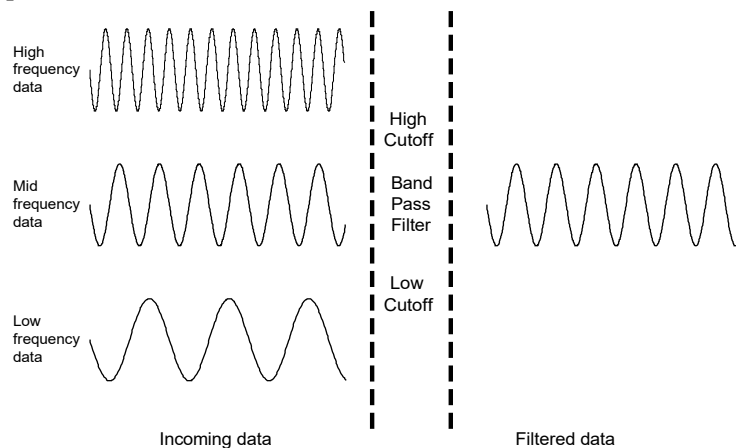 High
frequency
data
High
Cutoff
Mid
frequency
data
Band
Pass
Filter
Low
Cutoff
Low
frequency
data
Incoming data
Filtered data